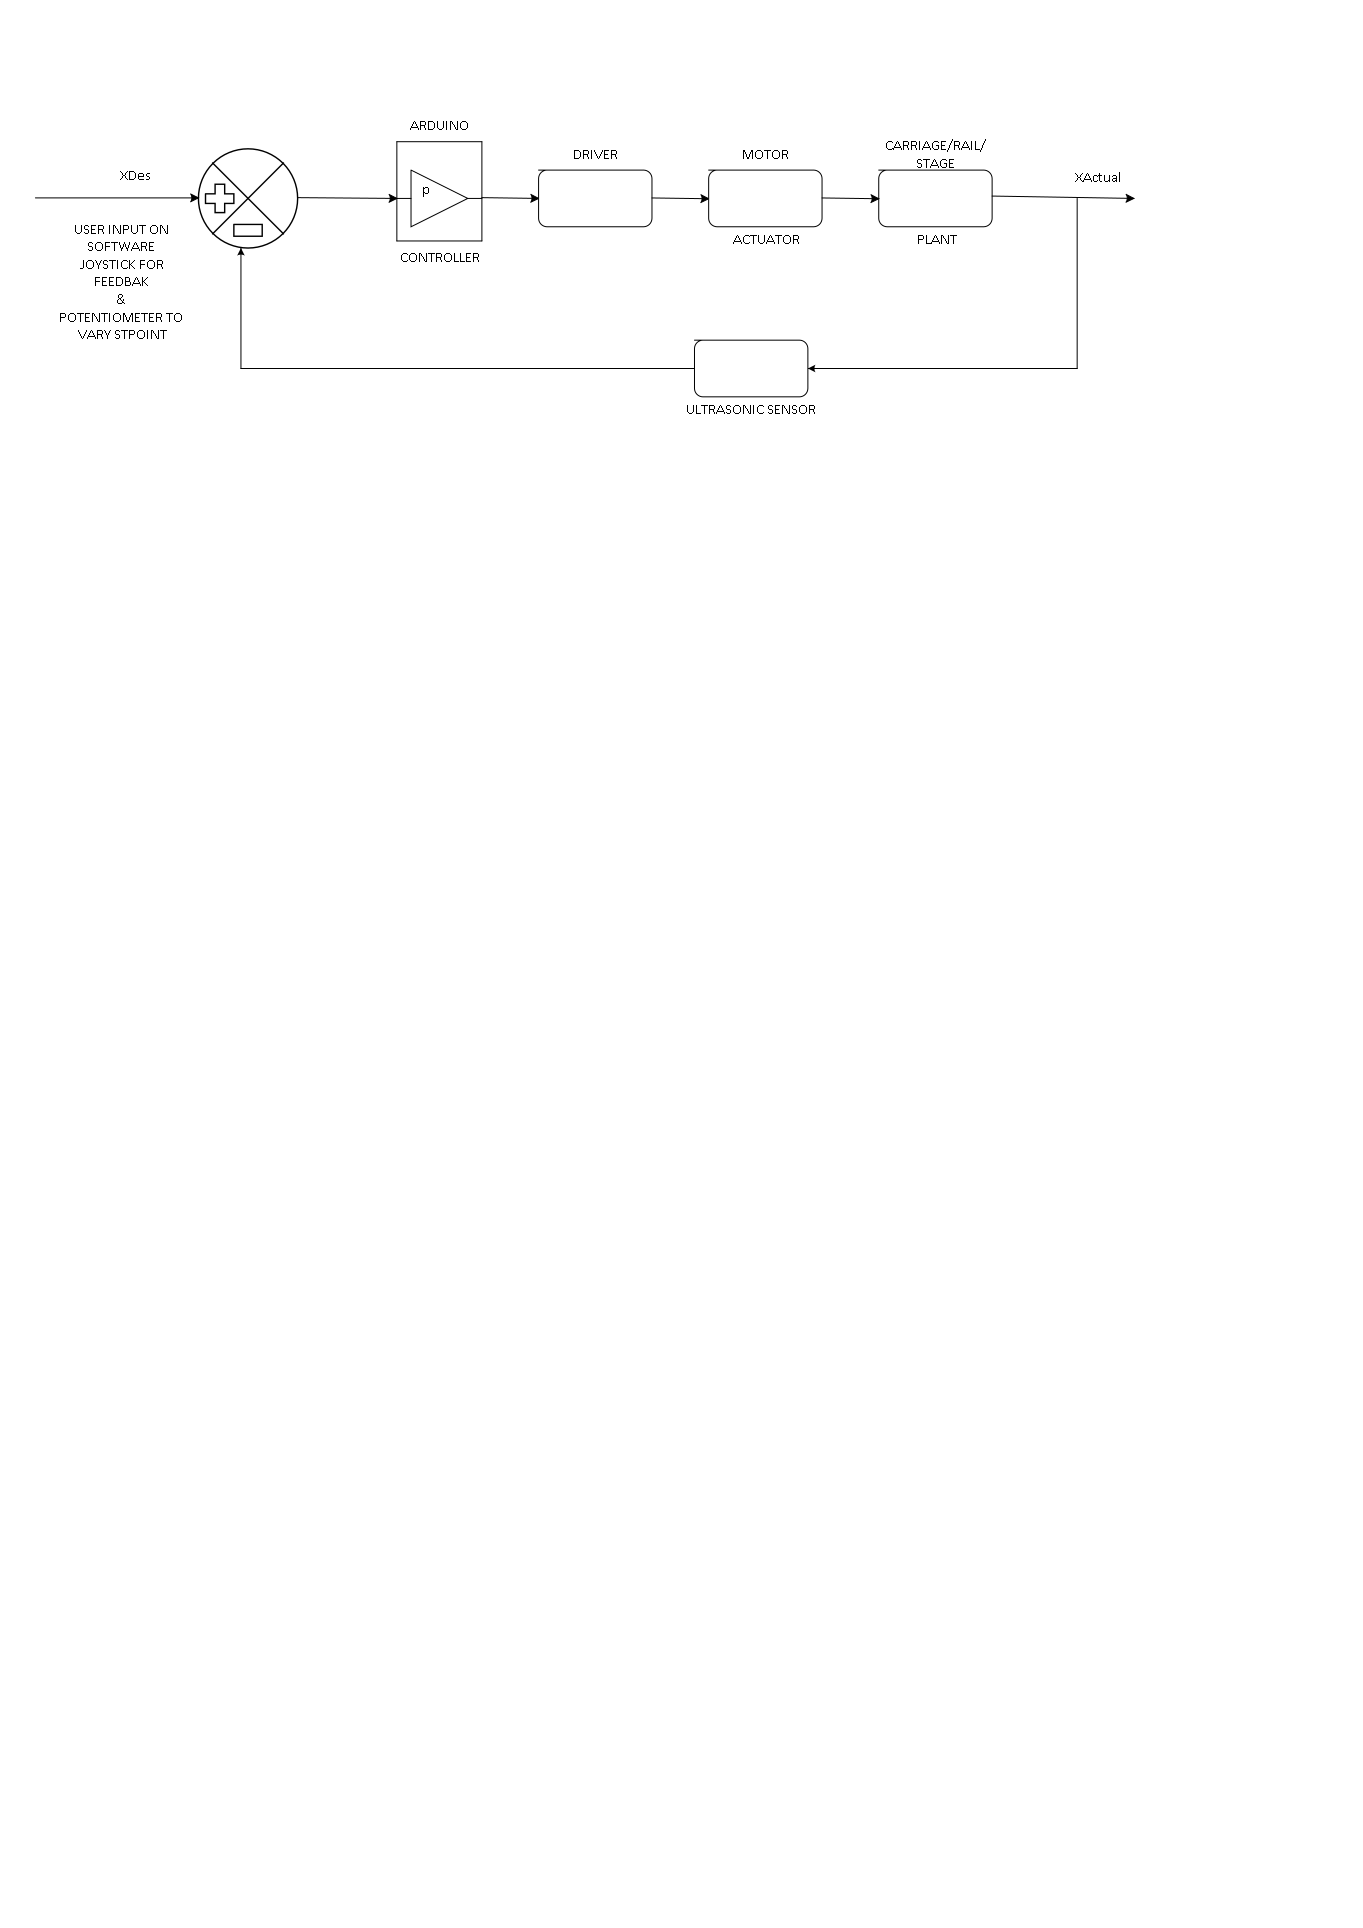 ARDUINO
CARRIAGE/RAIL/
STAGE
DRIVER
MOTOR
XDes
XActual
p
USER INPUT ON
SOFTWARE
JOYSTICK FOR
FEEDBAK
&
POTENTIOMETER TO
VARY STPOINT
CONTROLLER
ACTUATOR
PLANT
ULTRASONIC SENSOR